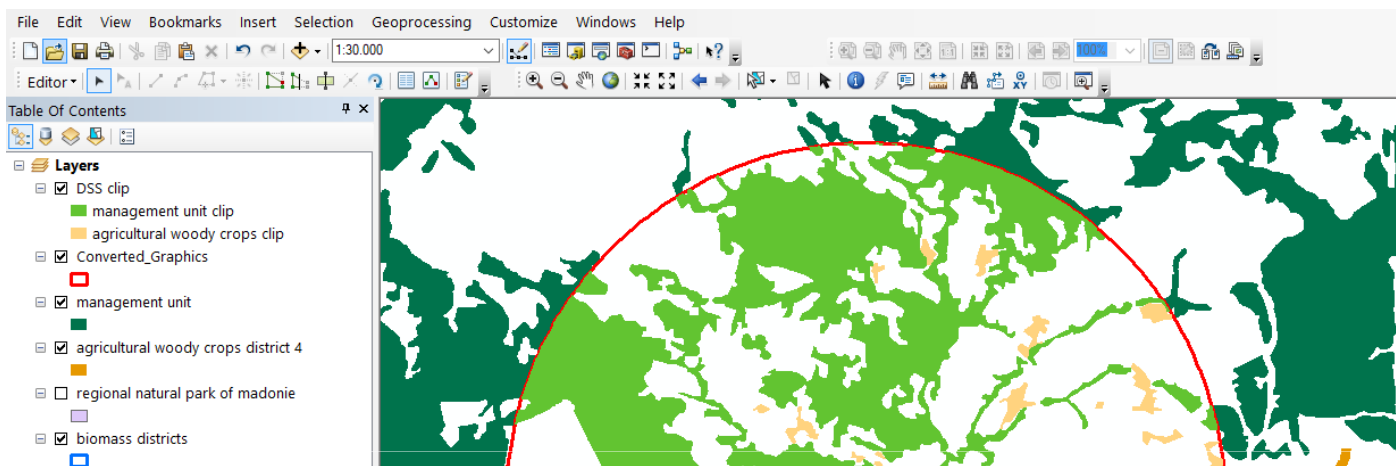 File Edit View Bookmarks Insert Selection Geoprocessing Customize Windows Help
1:30.000
100%
Editor
XY
Table Of Contents
Layers
DSS clip
management unit clip
agricultural woody crops clip
Converted_Graphics
management unit
agricultural woody crops district 4
regional natural park of madonie
biomass districts